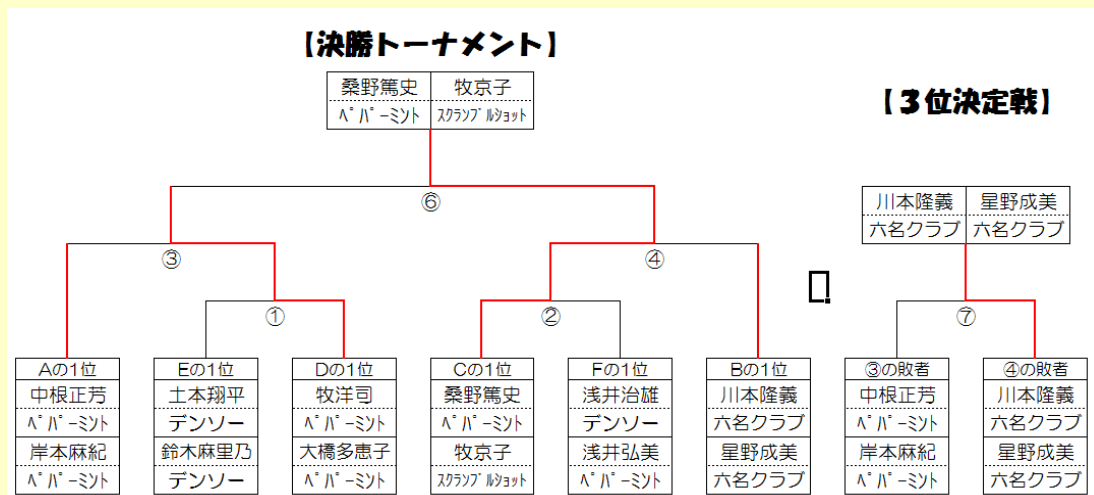 【決勝トーナメント】
桑野篤史 牧京子
ペパーミント スクランブルショット
【３位決定戦】
⑥
川本隆義 星野成美
六名クラブ 六名クラブ
③ ④
① ② ⑦
Aの1位 Eの1位 Dの1位 Cの1位 Fの1位 Bの1位 ③の敗者 ④の敗者
中根正芳 土本翔平 牧洋司 桑野篤史 浅井治雄 川本隆義 中根正芳 川本隆義
ペパーミント デンソー ペパーミント ペパーミント デンソー 六名クラブ ペパーミント 六名クラブ
岸本麻紀 鈴木麻里乃 大橋多恵子 牧京子 浅井弘美 星野成美 岸本麻紀 星野成美
ペパーミント デンソー ペパーミント スクランブルショット ペパーミント 六名クラブ ペパーミント 六名クラブ